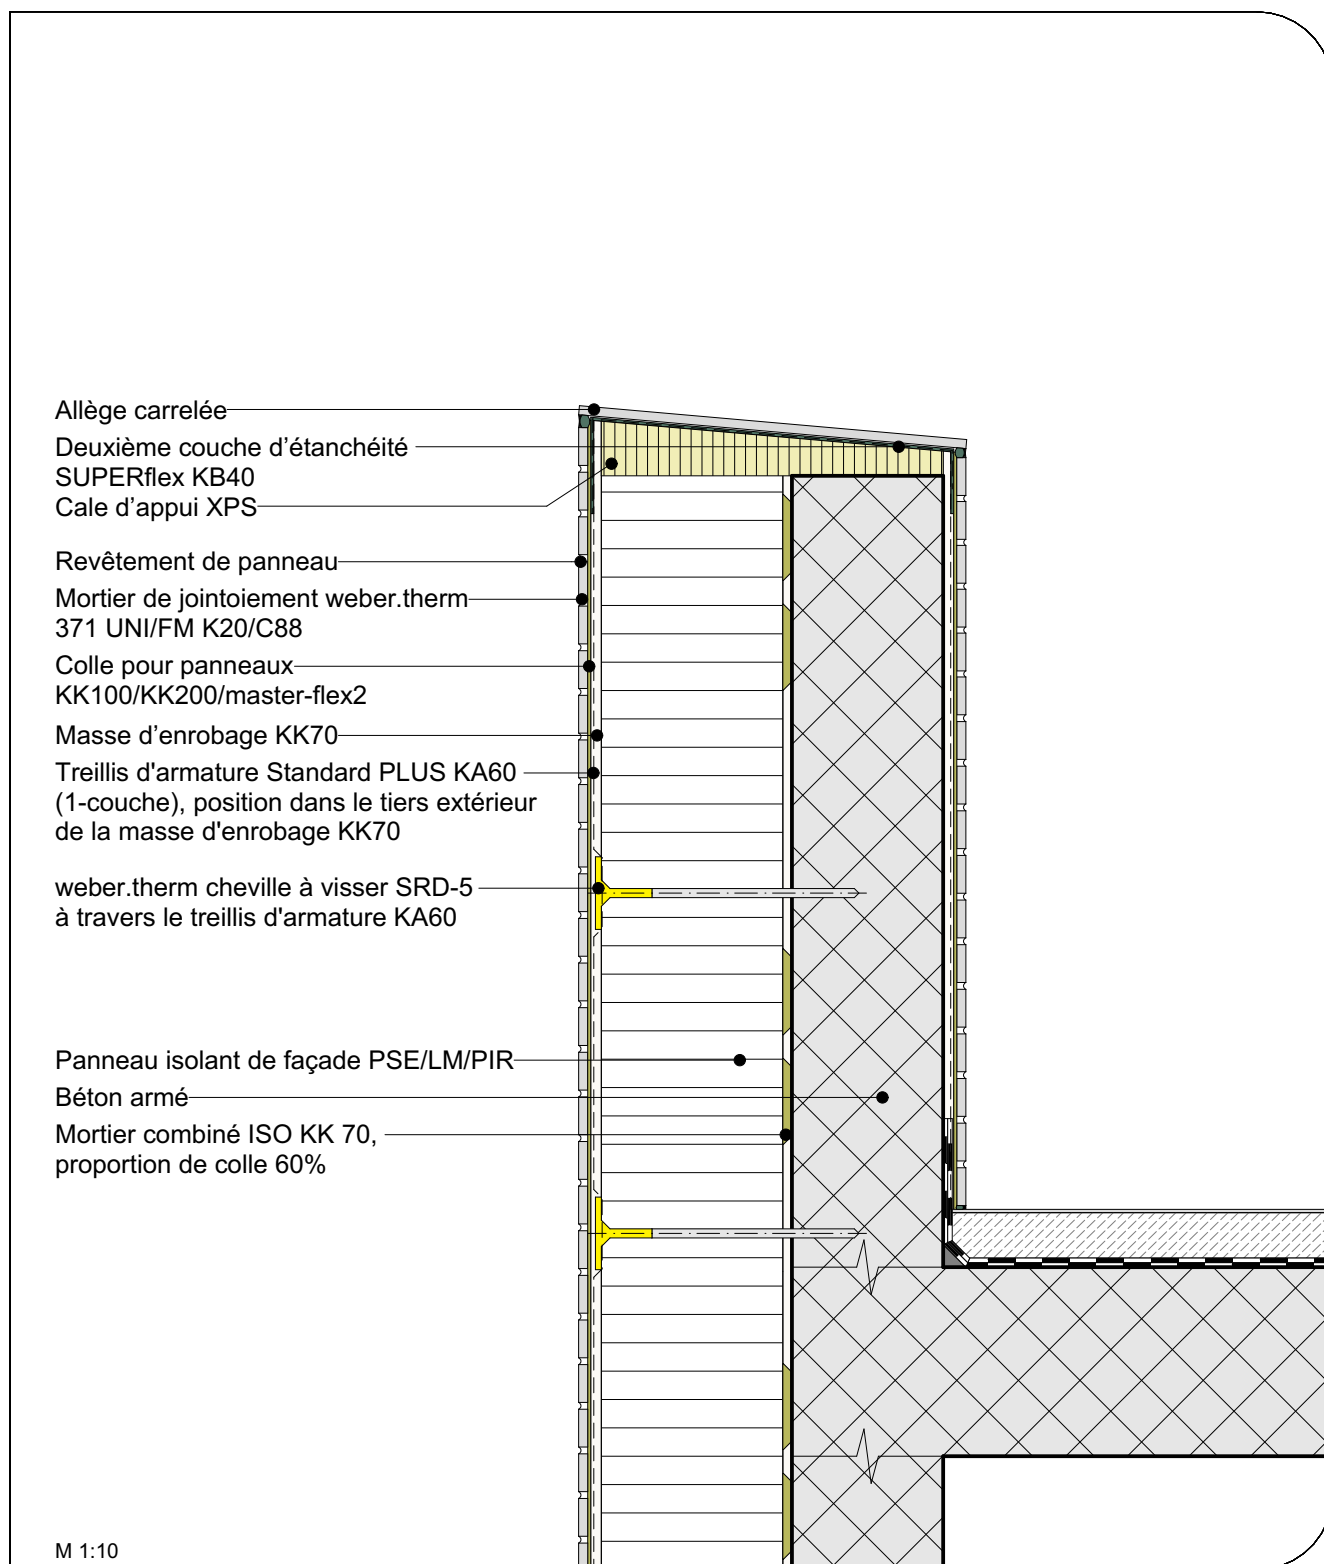 Allège carrelée
Deuxième couche d’étanchéité
SUPERflex KB40
Cale d’appui XPS
Revêtement de panneau
Mortier de jointoiement weber.therm
371 UNI/FM K20/C88
Colle pour panneaux
KK100/KK200/master-flex2
Masse d’enrobage KK70
Treillis d'armature Standard PLUS KA60
(1-couche), position dans le tiers extérieur
de la masse d'enrobage KK70
weber.therm cheville à visser SRD-5
à travers le treillis d'armature KA60
Panneau isolant de façade PSE/LM/PIR
Béton armé
Mortier combiné ISO KK 70,
proportion de colle 60%
M 1:10